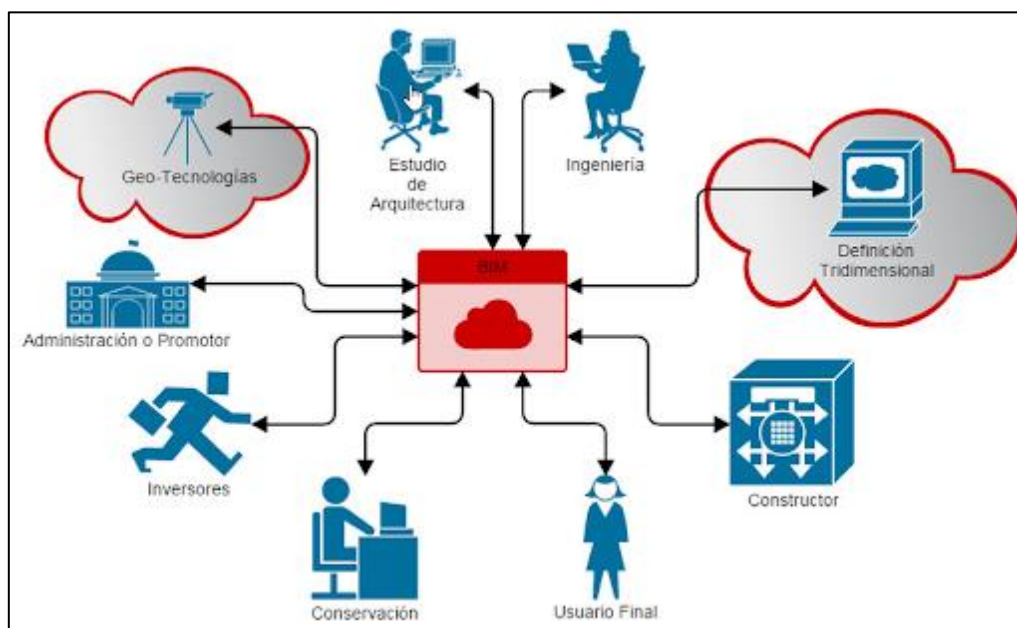 Geo-Tecnologías
Estudio
de
Arquitectura
Ingeniería
Definición
Tridimensional
BIM
Administración o Promotor
Inversores
Constructor
Conservación
Usuario Final